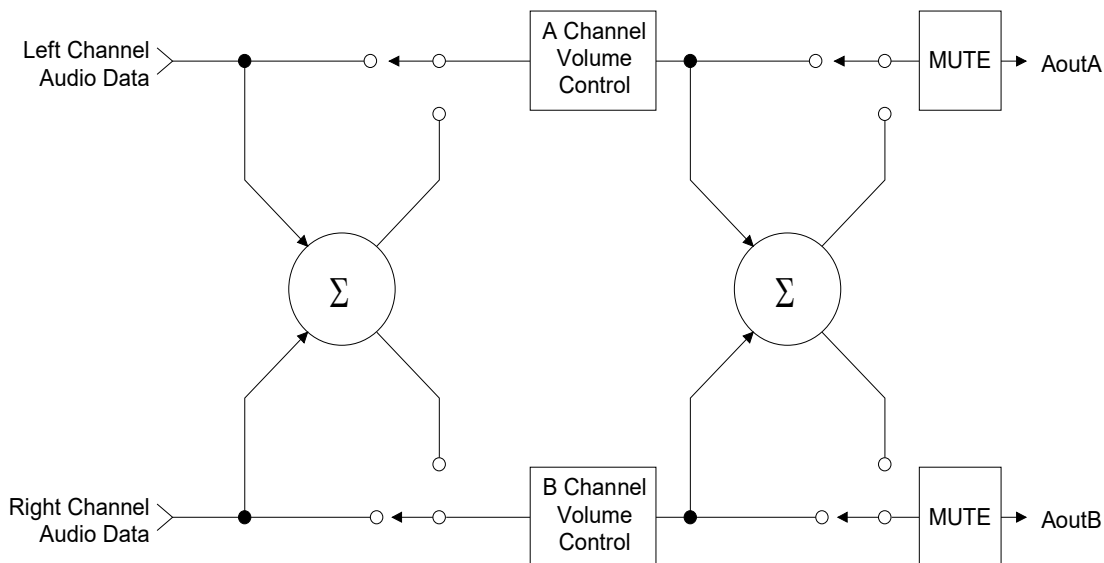 Left Channel
Audio Data
A Channel
Volume
Control
MUTE
AoutA
Σ
Σ
Right Channel
Audio Data
B Channel
Volume
Control
MUTE
AoutB